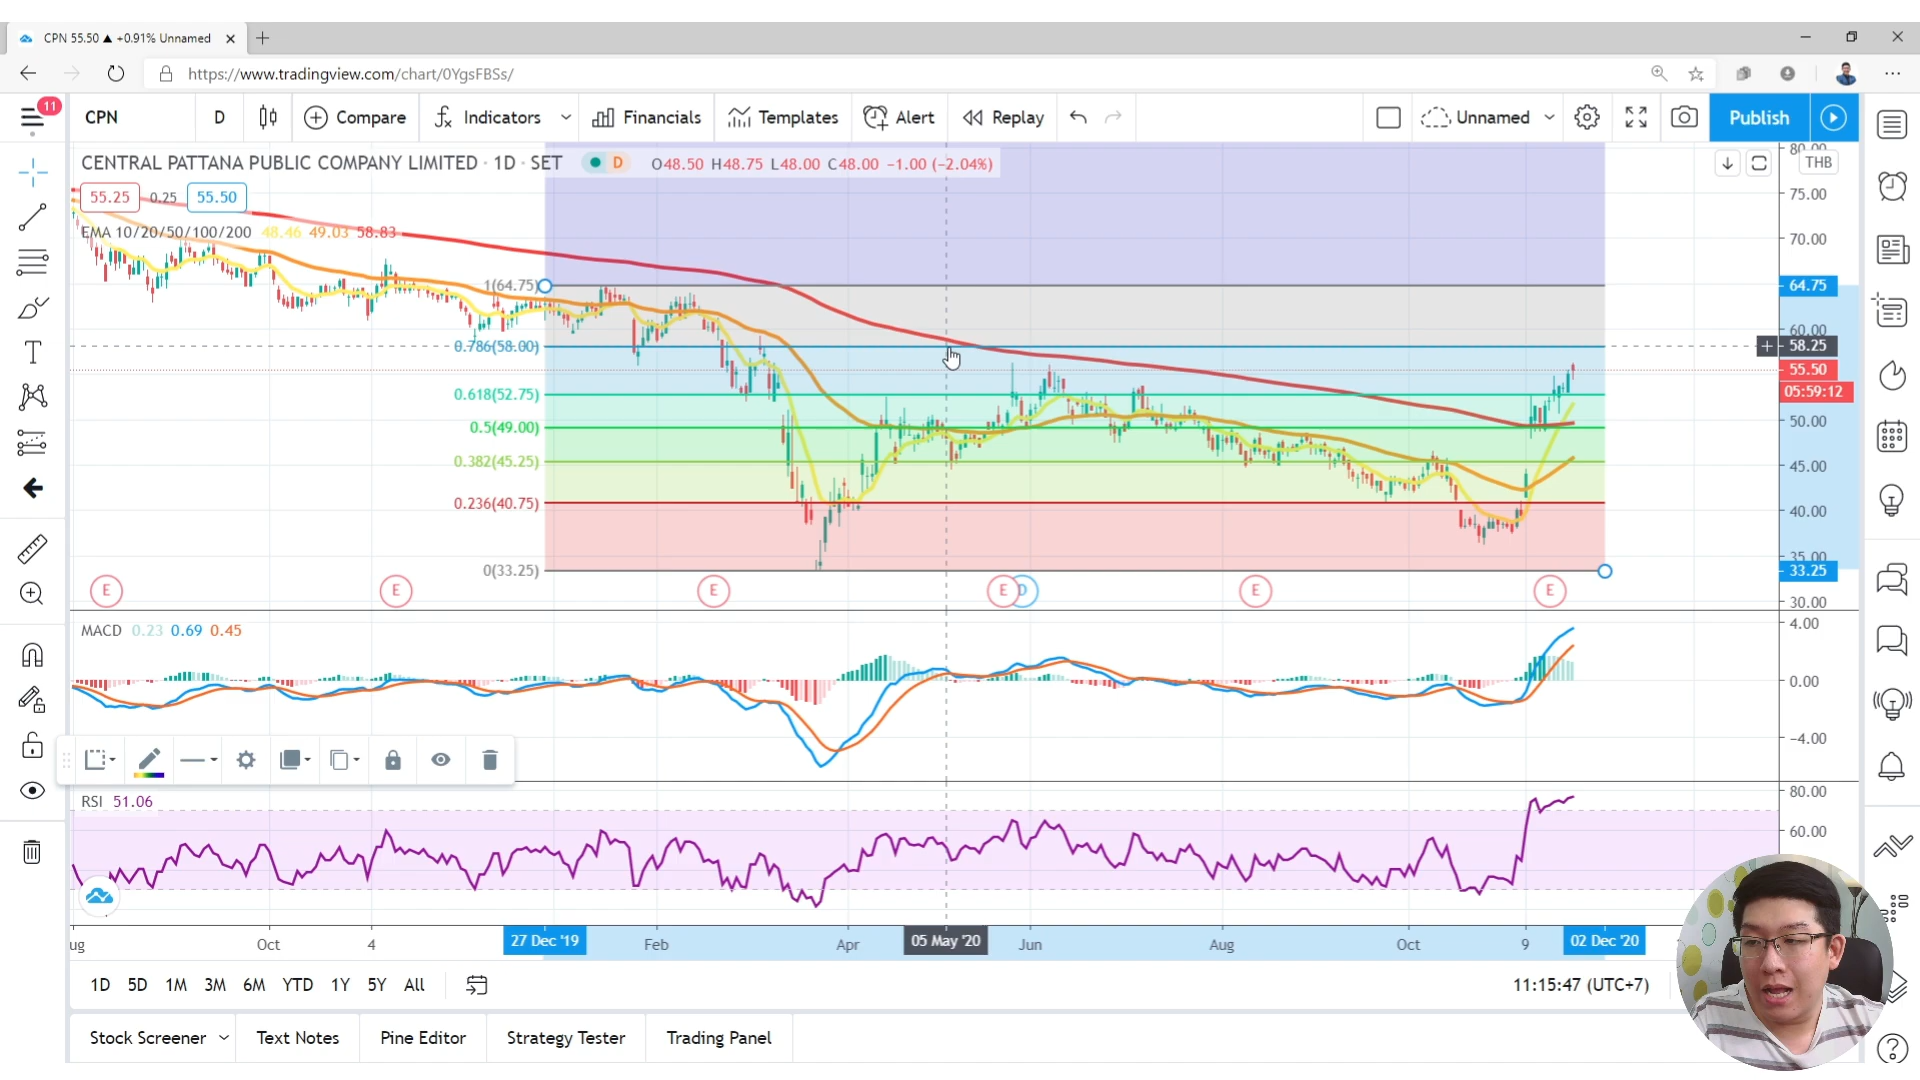 CPN 55.50 ▲ +0.91% Unnamed
https://www.tradingview.com/chart/0YgsFBSs/
11
CPN D Compare Indicators Financials Templates Alert Replay Unnamed Publish
CENTRAL PATTANA PUBLIC COMPANY LIMITED · 1D · SET D O48.50 H48.75 L48.00 C48.00 −1.00 (−2.04%)
THB
55.25 0.25 55.50
EMA 10/20/50/100/200 48.46 49.03 58.83
80.00
75.00
70.00
1(64.75) 64.75
60.00
0.786(58.00) 58.25
55.50
05:59:12
0.618(52.75)
50.00
0.5(49.00)
0.382(45.25) 45.00
0.236(40.75)
40.00
35.00
0(33.25) 33.25
E E E E D E E
30.00
MACD 0.23 0.69 0.45
4.00
0.00
−4.00
RSI 51.06
80.00
60.00
ug Oct 4 27 Dec '19 Feb Apr 05 May '20 Jun Aug Oct 9 02 Dec '20
1D 5D 1M 3M 6M YTD 1Y 5Y All 11:15:47 (UTC+7)
Stock Screener Text Notes Pine Editor Strategy Tester Trading Panel